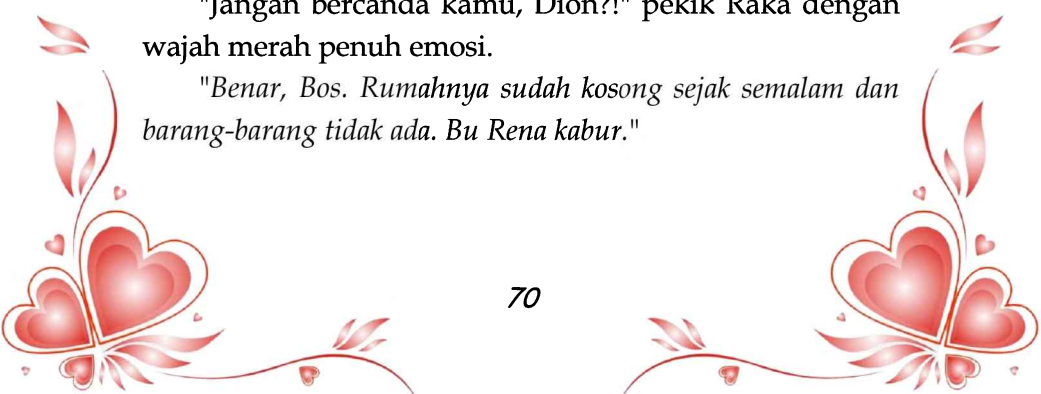 "Jangan bercanda kamu, Dion?!" pekik Raka dengan
wajah merah penuh emosi.
"Benar, Bos. Rumahnya sudah kosong sejak semalam dan
barang-barang tidak ada. Bu Rena kabur."
70